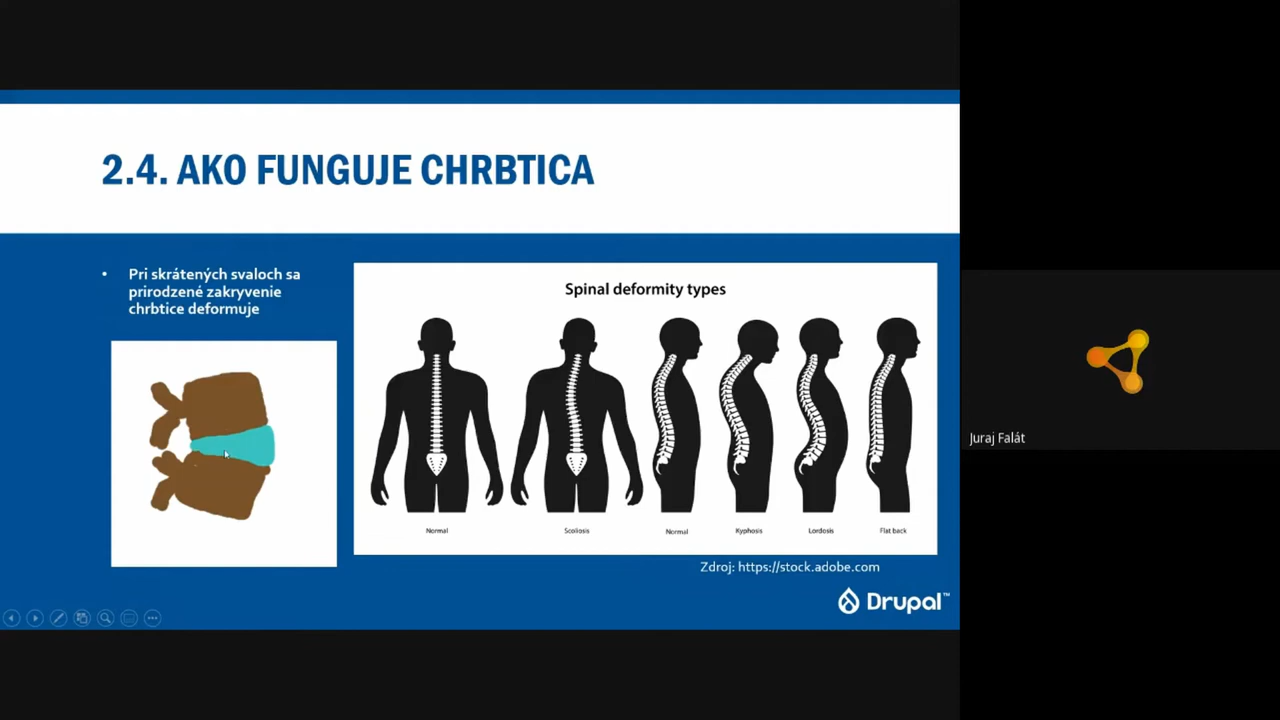 2.4. AKO FUNGUJE CHRBTICA
• Pri skrátených svaloch sa
prirodzené zakryvenie
chrbtice deformuje
Spinal deformity types
Normal
Scoliosis
Normal
Kyphosis
Lordosis
Flat back
Zdroj: https://stock.adobe.com
Drupal™
Juraj Falát